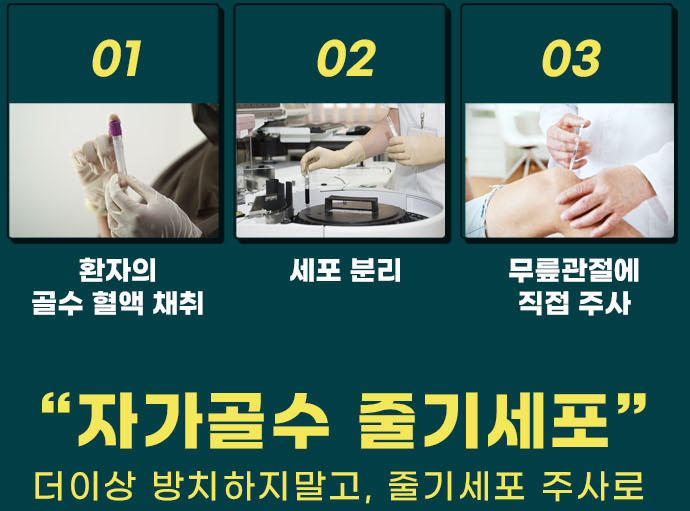 01
02
03
환자의
골수 혈액 채취
세포 분리
무릎관절에
직접 주사
“자가골수 줄기세포”
더이상 방치하지말고, 줄기세포 주사로